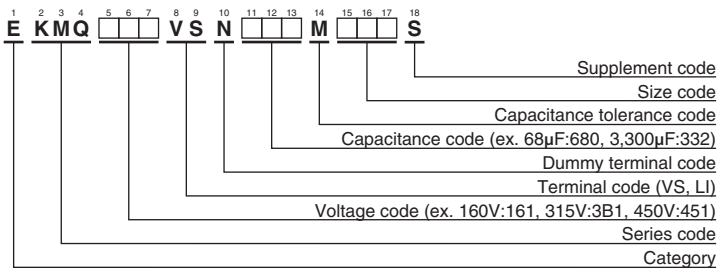 1 2 3 4 5 6 7 8 9 10 11 12 13 14 15 16 17 18
E KMQ □□□ VS N □□□ M □□□ S
Supplement code
Size code
Capacitance tolerance code
Capacitance code (ex. 68µF:680, 3,300µF:332)
Dummy terminal code
Terminal code (VS, LI)
Voltage code (ex. 160V:161, 315V:3B1, 450V:451)
Series code
Category